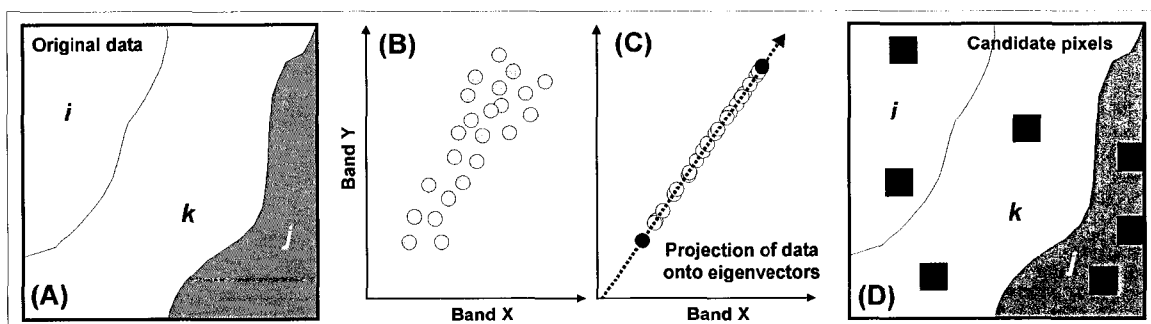 Original data
i
k
j
(A)
(B)
Band Y
Band X
(C)
Projection of data
onto eigenvectors
Band X
Candidate pixels
k
(D)